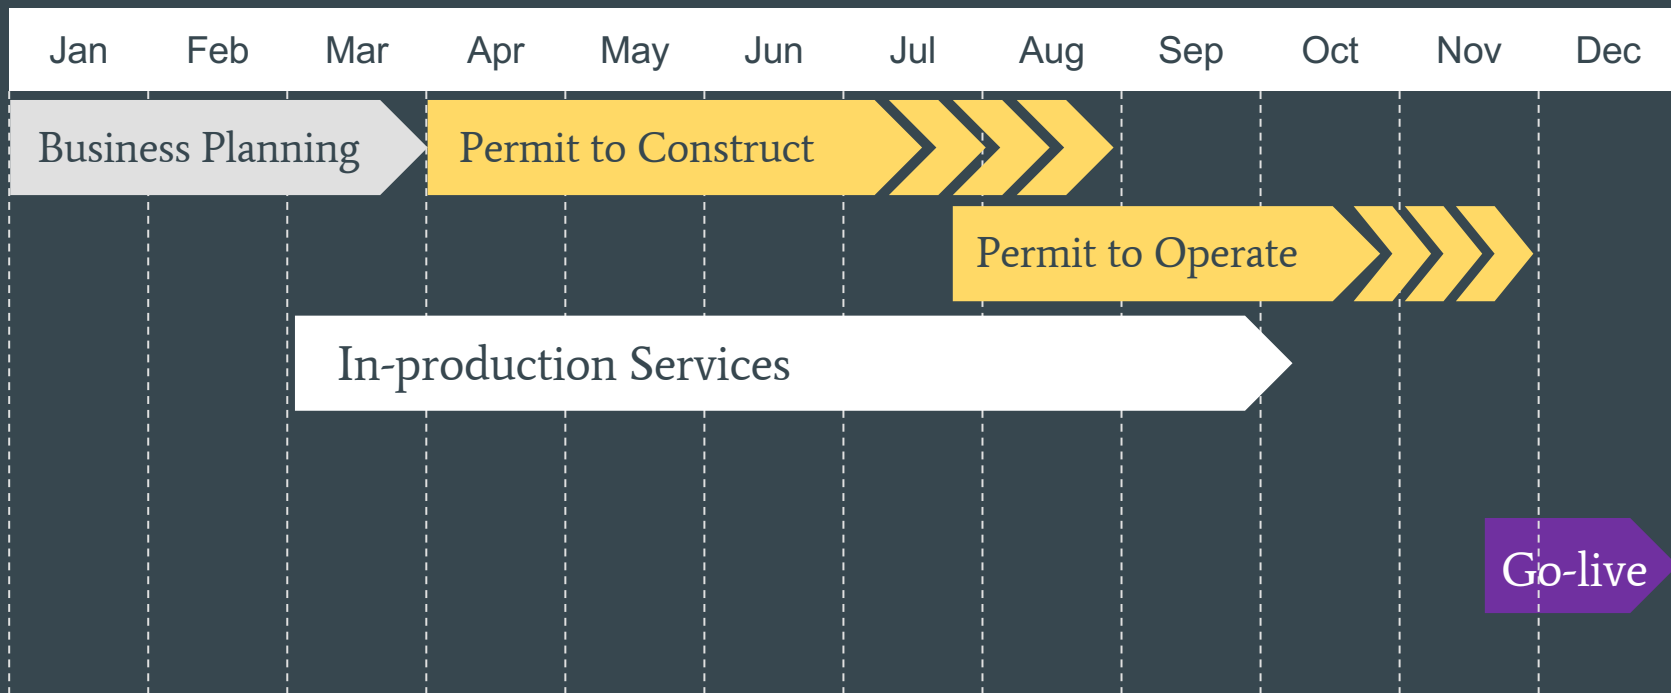 Jan Feb Mar Apr May Jun Jul Aug Sep Oct Nov Dec
Business Planning Permit to Construct
Permit to Operate
In-production Services
Go-live